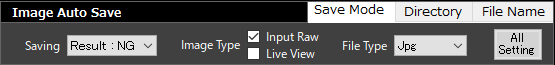 Image Auto Save Save Mode Directory File Name
Saving Result : NG Image Type Input Raw File Type Jpg All
Live View Setting